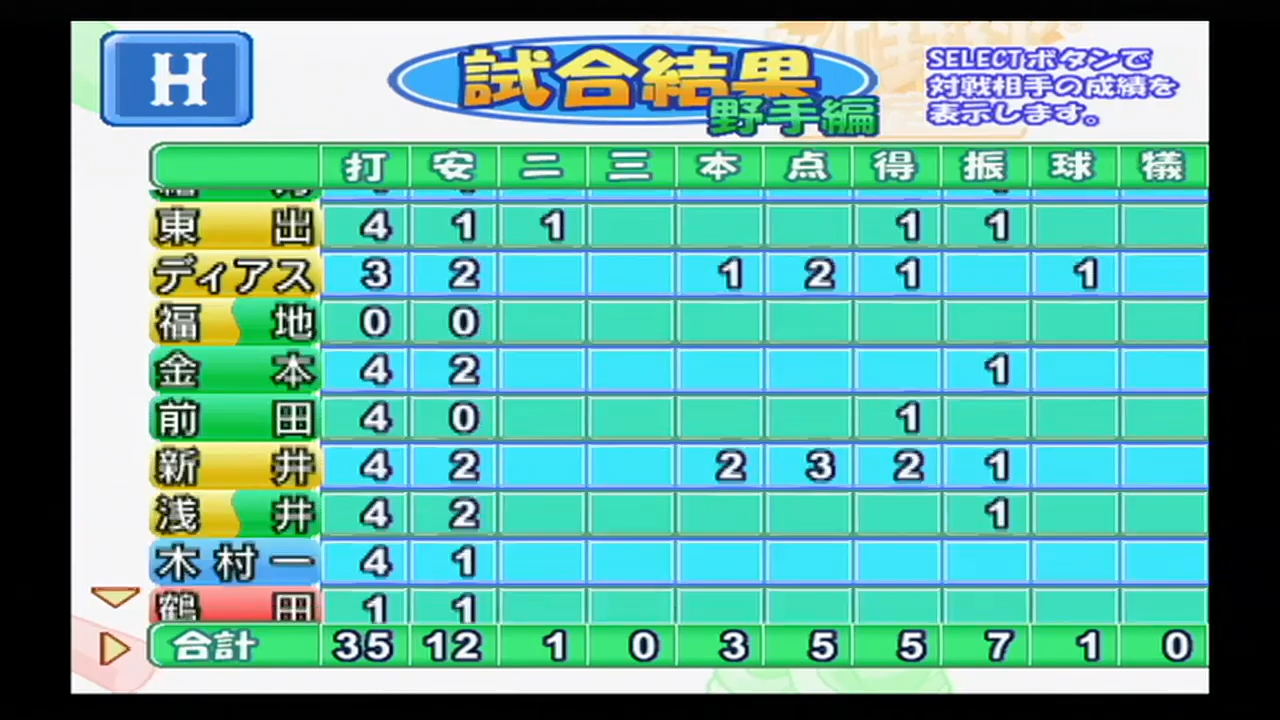 H
試合結果
野手編
SELECTボタンで
対戦相手の成績を
表示します。
打 安 二 三 本 点 得 振 球 犠
東出 4 1 1 1 1
ディアス 3 2 1 2 1 1
福地 0 0
金本 4 2 1
前田 4 0 1
新井 4 2 2 3 2 1
浅井 4 2 1
木村一 4 1
鶴田 1 1
合計 35 12 1 0 3 5 5 7 1 0